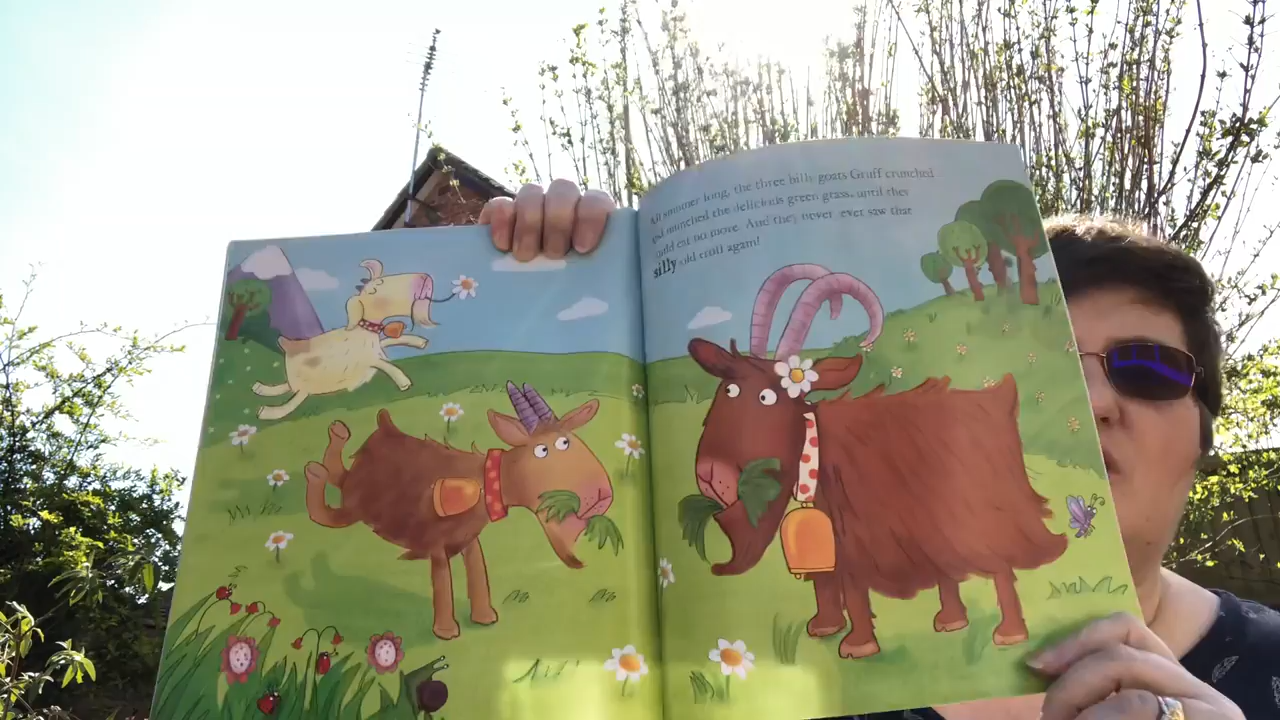 All summer long, the three billy goats Gruff crunched
and munched the delicious green grass, until they
could eat no more. And they never ever saw that
silly old troll again!